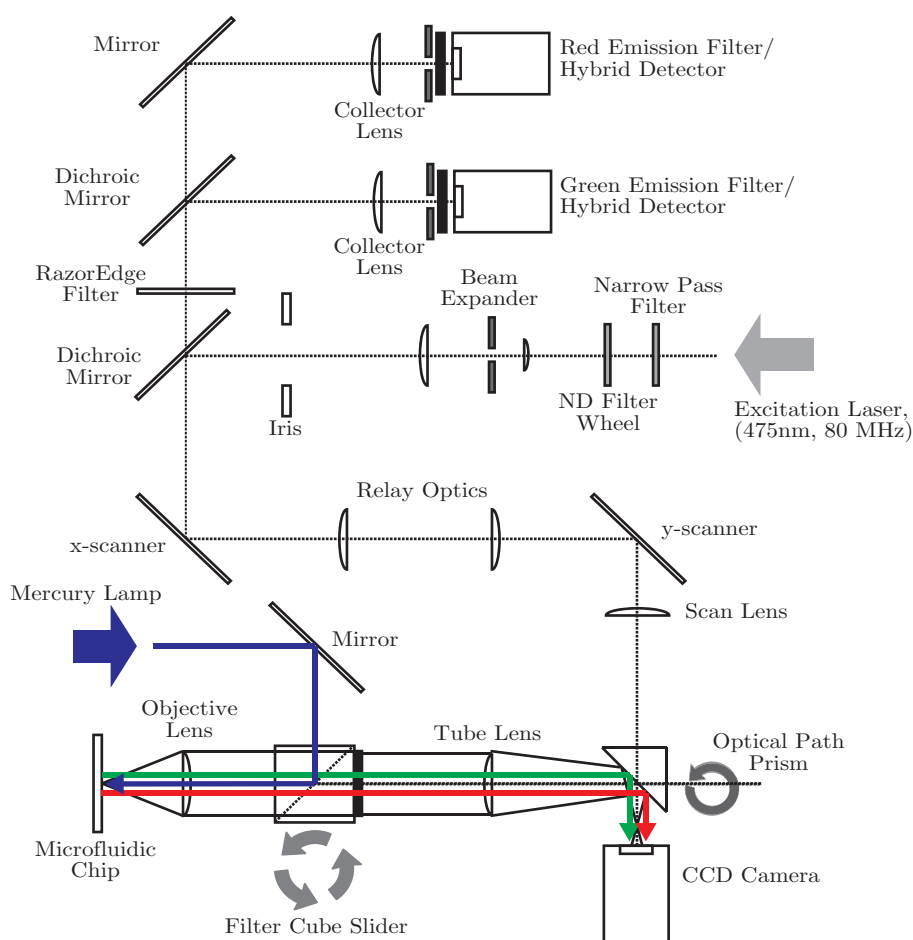 Mirror
Red Emission Filter/
Hybrid Detector
Collector
Lens
Dichroic
Mirror
Green Emission Filter/
Hybrid Detector
Collector
Lens
RazorEdge
Filter
Beam
Expander
Narrow Pass
Filter
Dichroic
Mirror
Iris
ND Filter
Wheel
Excitation Laser,
(475nm, 80 MHz)
Relay Optics
x-scanner
y-scanner
Mercury Lamp
Scan Lens
Mirror
Objective
Lens
Tube Lens
Optical Path
Prism
Microfluidic
Chip
CCD Camera
Filter Cube Slider